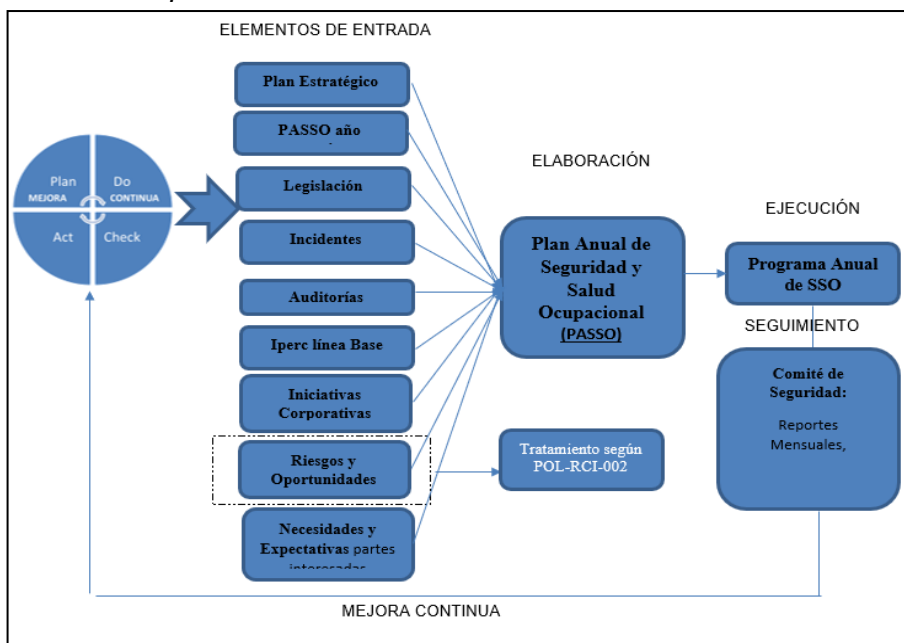 ELEMENTOS DE ENTRADA
Plan Estratégico
PASSO año
Legislación
Incidentes
Auditorías
Iperc línea Base
Iniciativas
Corporativas
Riesgos y
Oportunidades
Necesidades y
Expectativas partes
interesadas
Plan
Do
MEJORA
CONTINUA
Act
Check
ELABORACIÓN
Plan Anual de
Seguridad y
Salud
Ocupacional
(PASSO)
Tratamiento según
POL-RCI-002
EJECUCIÓN
Programa Anual
de SSO
SEGUIMIENTO
Comité de
Seguridad:
Reportes
Mensuales,
MEJORA CONTINUA